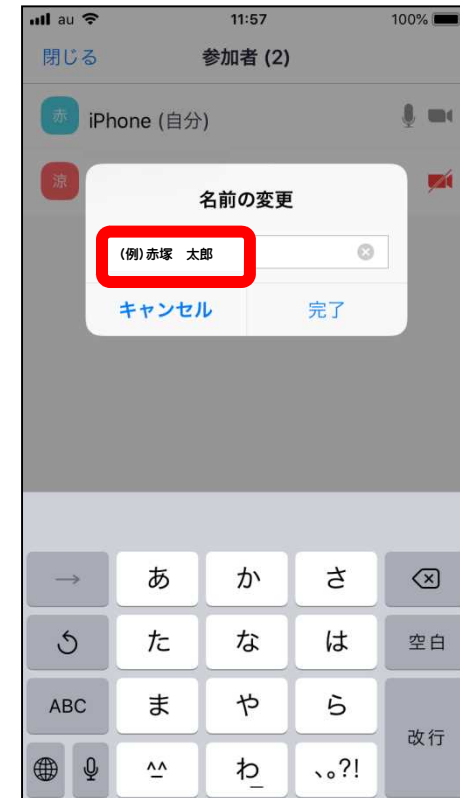 au 11:57 100%
閉じる 参加者 (2)
赤 iPhone (自分)
涼
名前の変更
(例)赤塚 太郎
キャンセル 完了
→ あ か さ
た な は 空白
ABC ま や ら
改行
^^ わ_ 、。?!